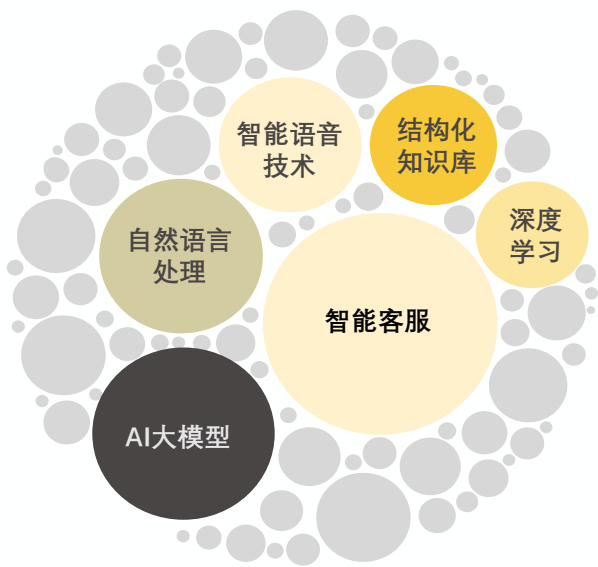 智能语音
技术
结构化
知识库
深度
学习
自然语言
处理
智能客服
AI大模型